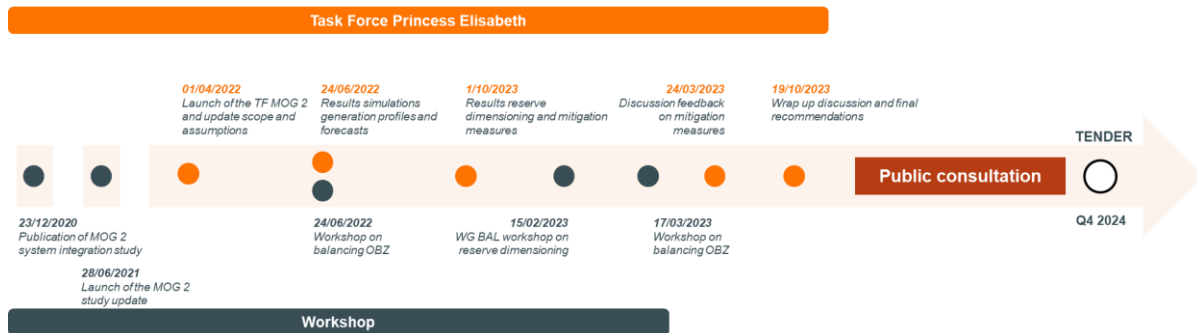 Task Force Princess Elisabeth
01/04/2022
Launch of the TF MOG 2
and update scope and
assumptions
24/06/2022
Results simulations
generation profiles and
forecasts
1/10/2023
Results reserve
dimensioning and mitigation
measures
24/03/2023
Discussion feedback
on mitigation
measures
19/10/2023
Wrap up discussion and final
recommendations
TENDER
Public consultation
Q4 2024
23/12/2020
Publication of MOG 2
system integration study
28/06/2021
Launch of the MOG 2
study update
24/06/2022
Workshop on
balancing OBZ
15/02/2023
WG BAL workshop on
reserve dimensioning
17/03/2023
Workshop on
balancing OBZ
Workshop